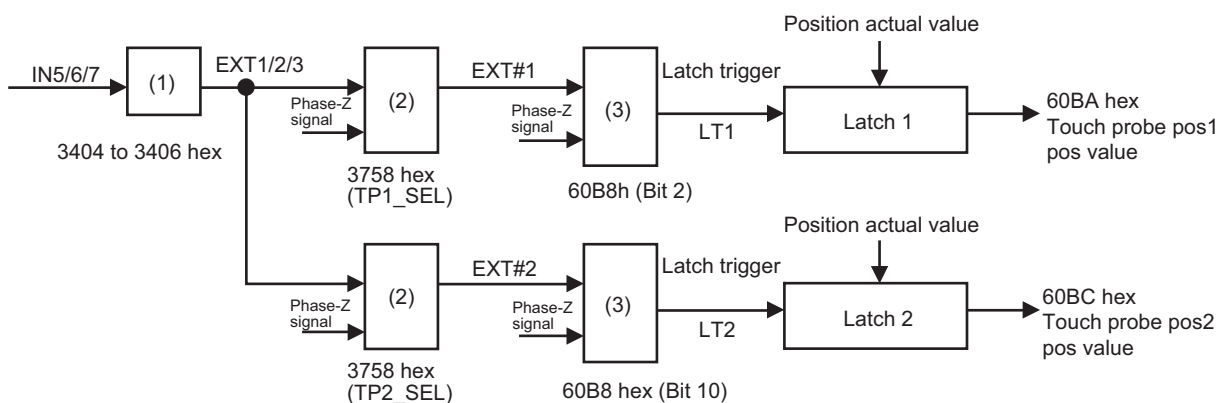 Position actual value
IN5/6/7
(1)
EXT1/2/3
Phase-Z
signal
(2)
EXT#1
Phase-Z
signal
(3)
Latch trigger
LT1
Latch 1
60BA hex
Touch probe pos1
pos value
3404 to 3406 hex
3758 hex
(TP1_SEL)
60B8h (Bit 2)
Position actual value
Phase-Z
signal
(2)
EXT#2
Phase-Z
signal
(3)
Latch trigger
LT2
Latch 2
60BC hex
Touch probe pos2
pos value
3758 hex
(TP2_SEL)
60B8 hex (Bit 10)